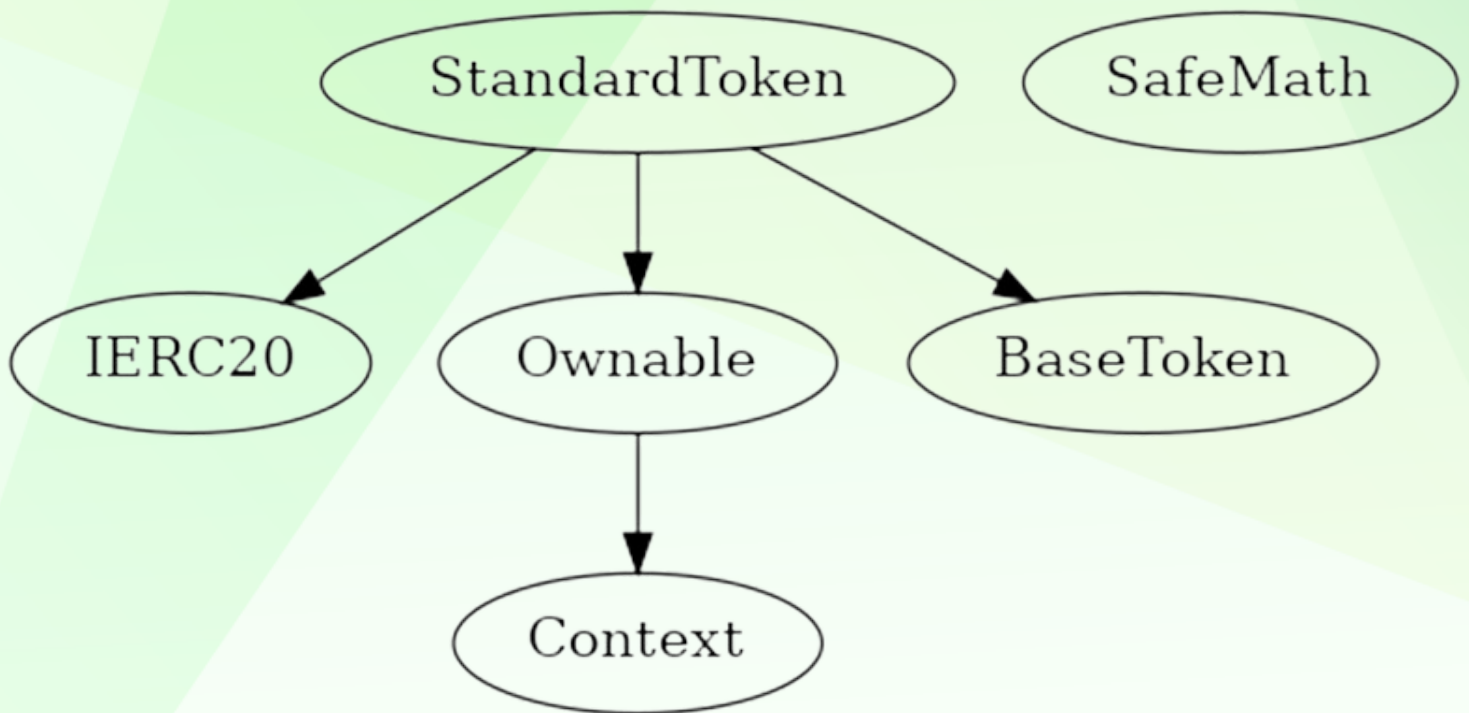 StandardToken
SafeMath
IERC20
Ownable
BaseToken
Context